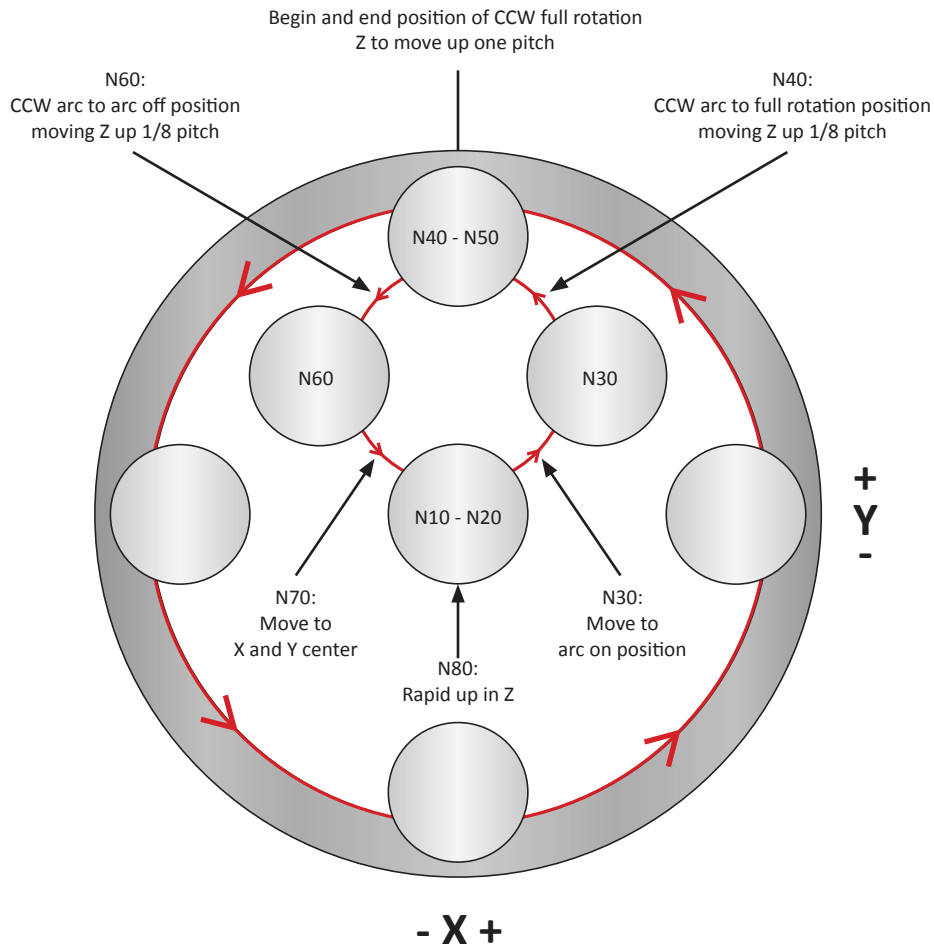 Begin and end position of CCW full rotation
Z to move up one pitch
N60:
CCW arc to arc off position
moving Z up 1/8 pitch
N40:
CCW arc to full rotation position
moving Z up 1/8 pitch
N40 - N50
N60
N30
N10 - N20
+
Y
-
N70:
Move to
X and Y center
N30:
Move to
arc on position
N80:
Rapid up in Z
- X +